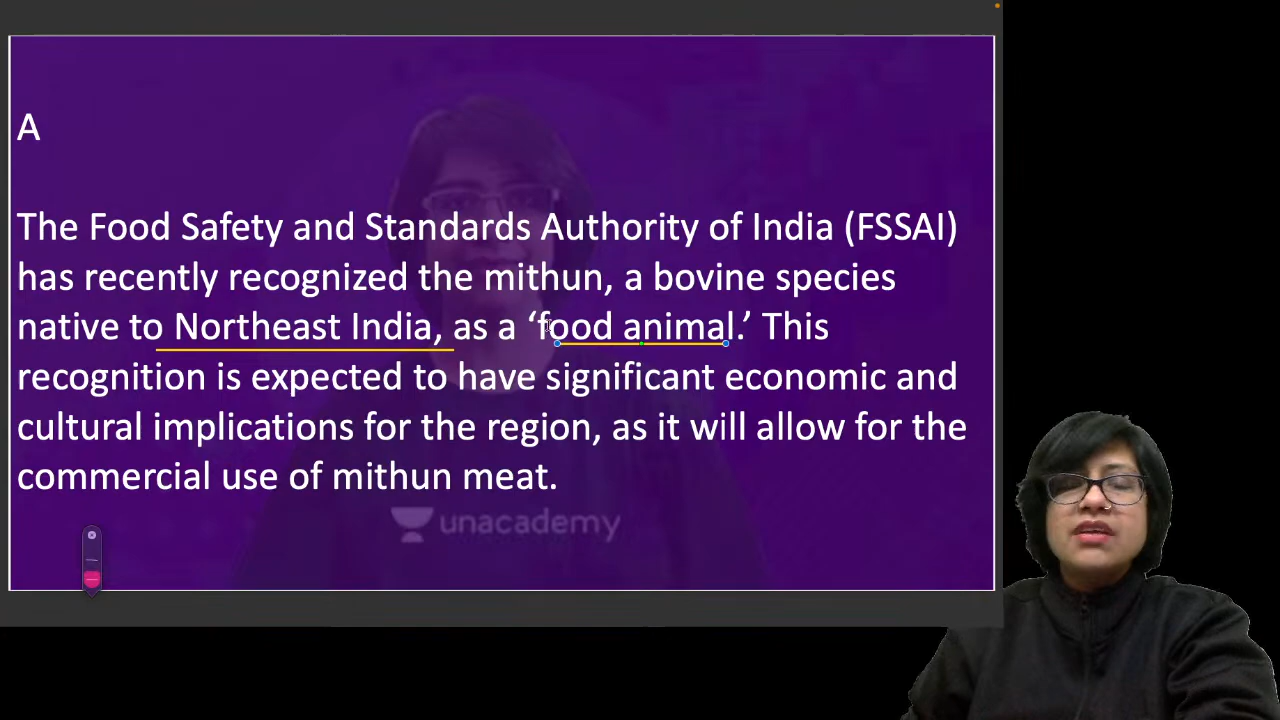 A
The Food Safety and Standards Authority of India (FSSAI)
has recently recognized the mithun, a bovine species
native to Northeast India, as a ‘food animal.’ This
recognition is expected to have significant economic and
cultural implications for the region, as it will allow for the
commercial use of mithun meat.
unacademy